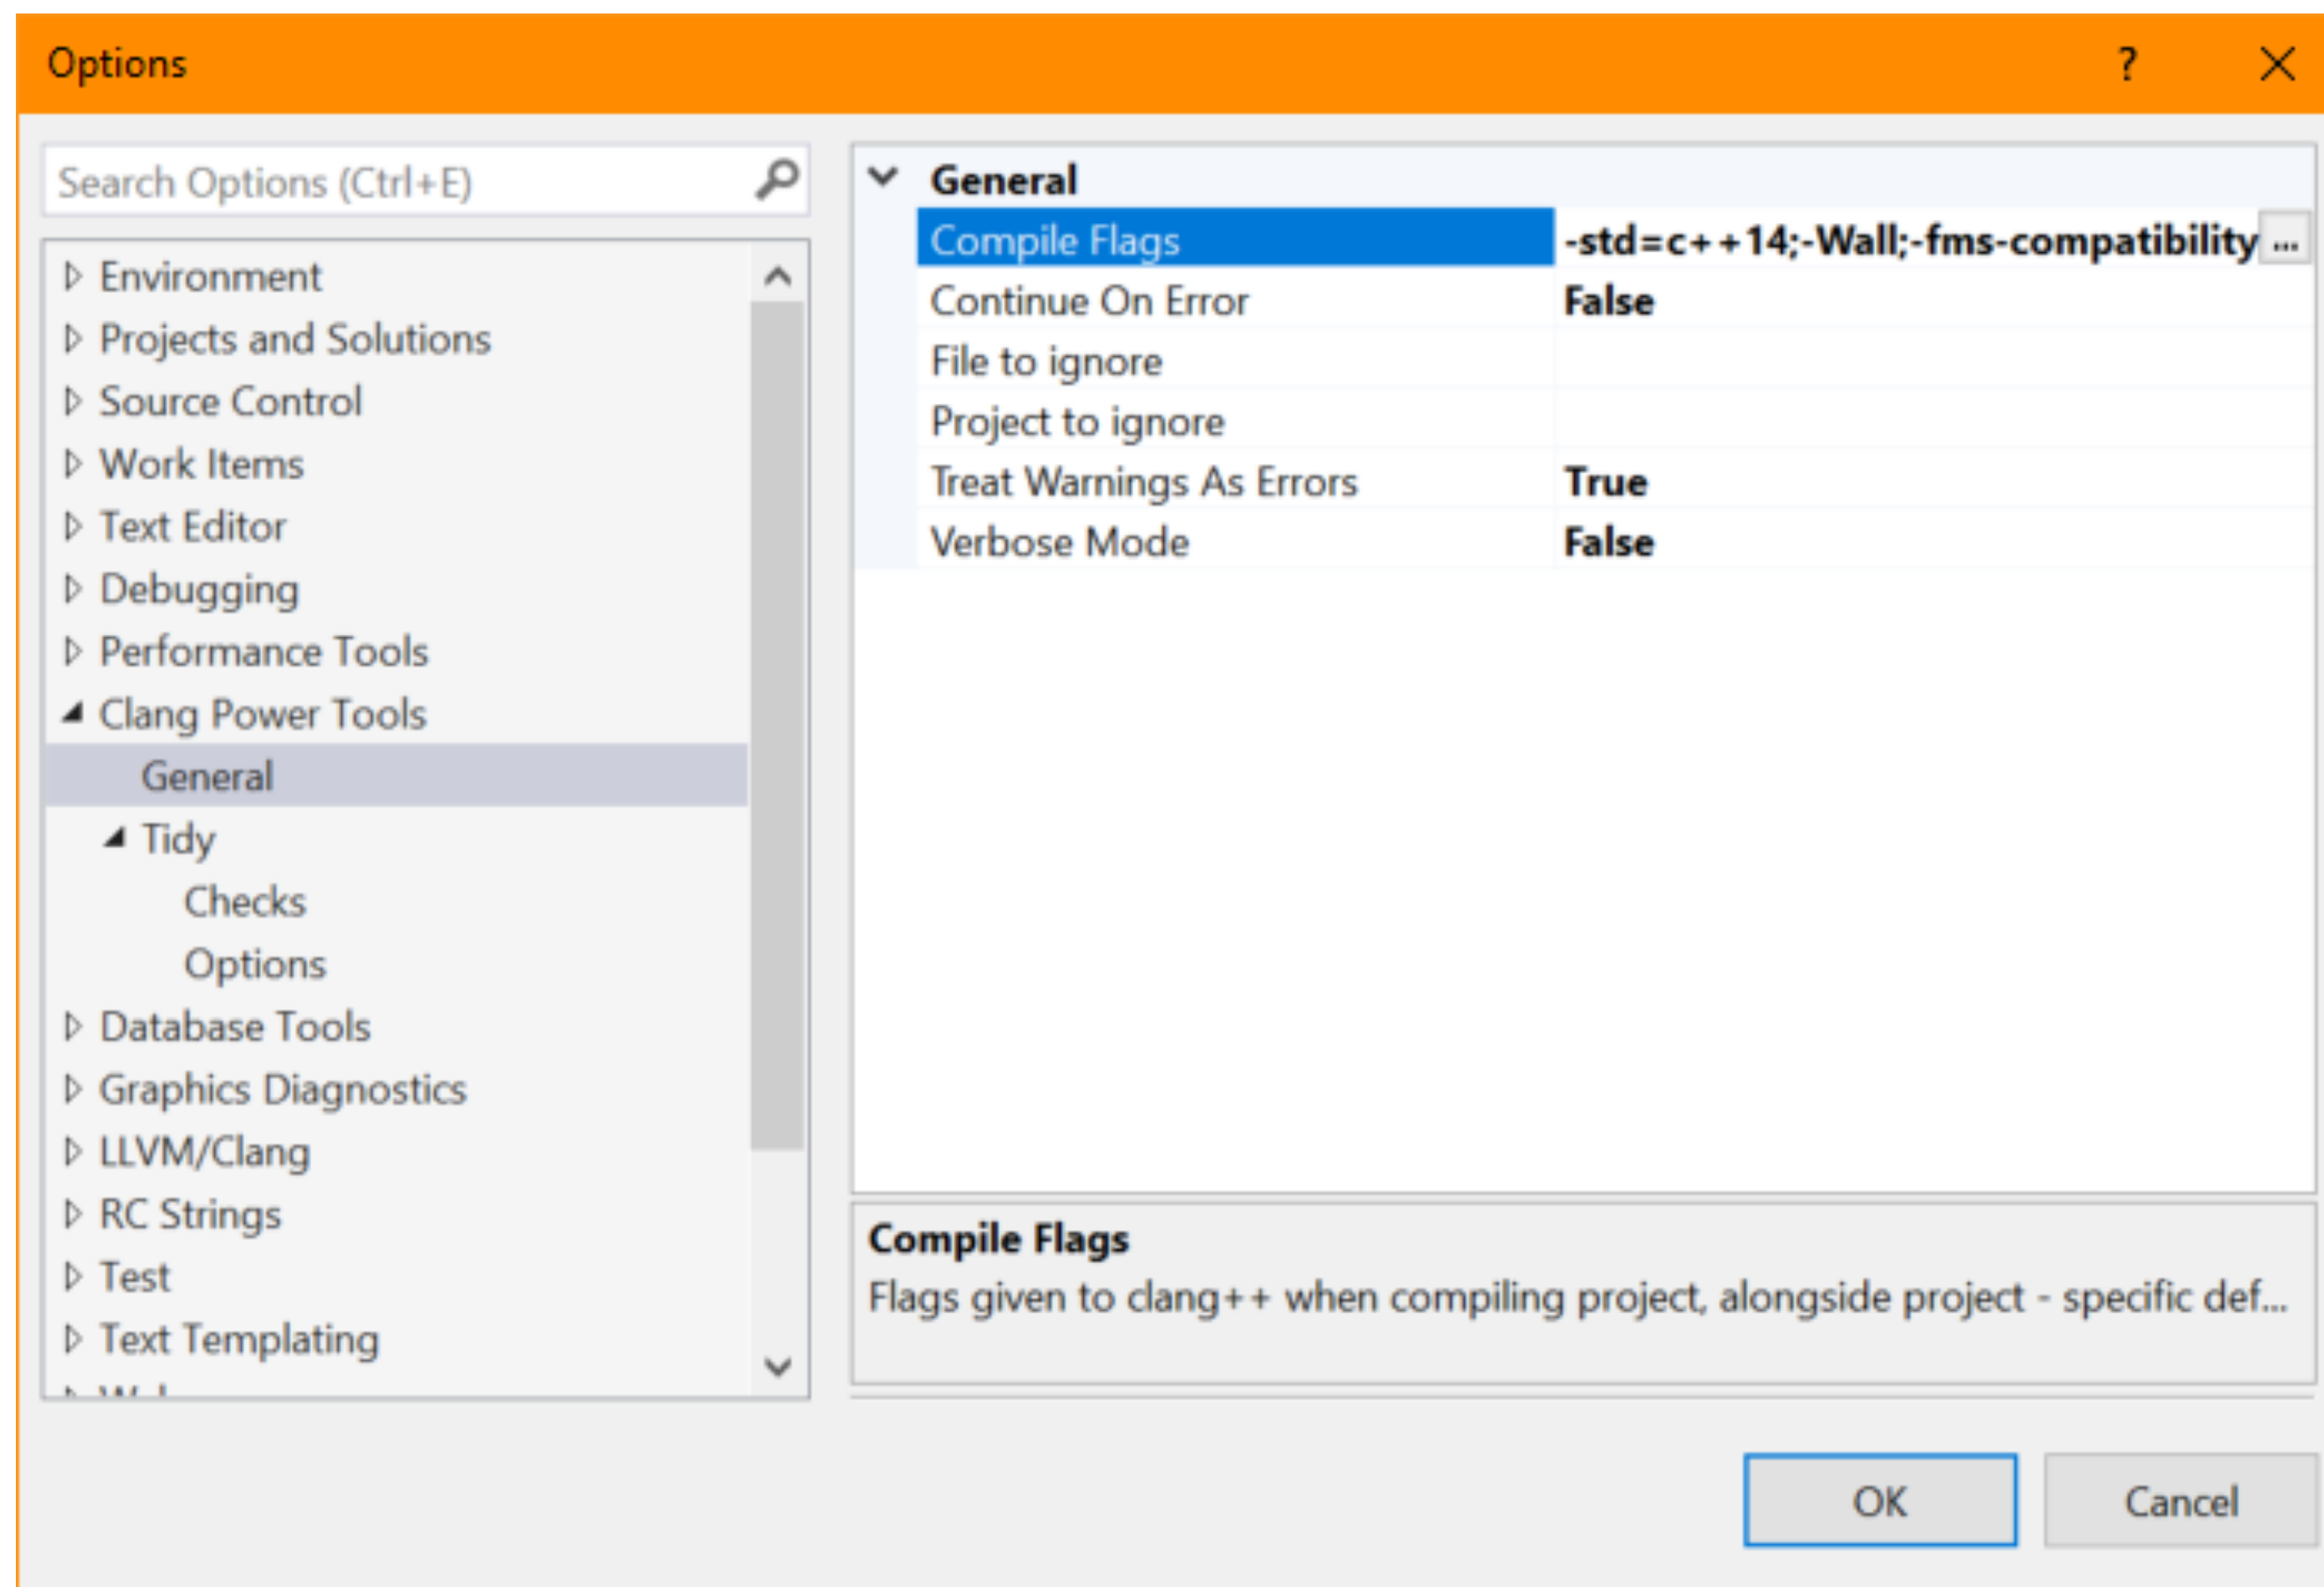 Options
Search Options (Ctrl+E)
Environment
Projects and Solutions
Source Control
Work Items
Text Editor
Debugging
Performance Tools
Clang Power Tools
General
Tidy
Checks
Options
Database Tools
Graphics Diagnostics
LLVM/Clang
RC Strings
Test
Text Templating
General
Compile Flags -std=c++14;-Wall;-fms-compatibility ...
Continue On Error False
File to ignore
Project to ignore
Treat Warnings As Errors True
Verbose Mode False
Compile Flags
Flags given to clang++ when compiling project, alongside project - specific def...
OK Cancel